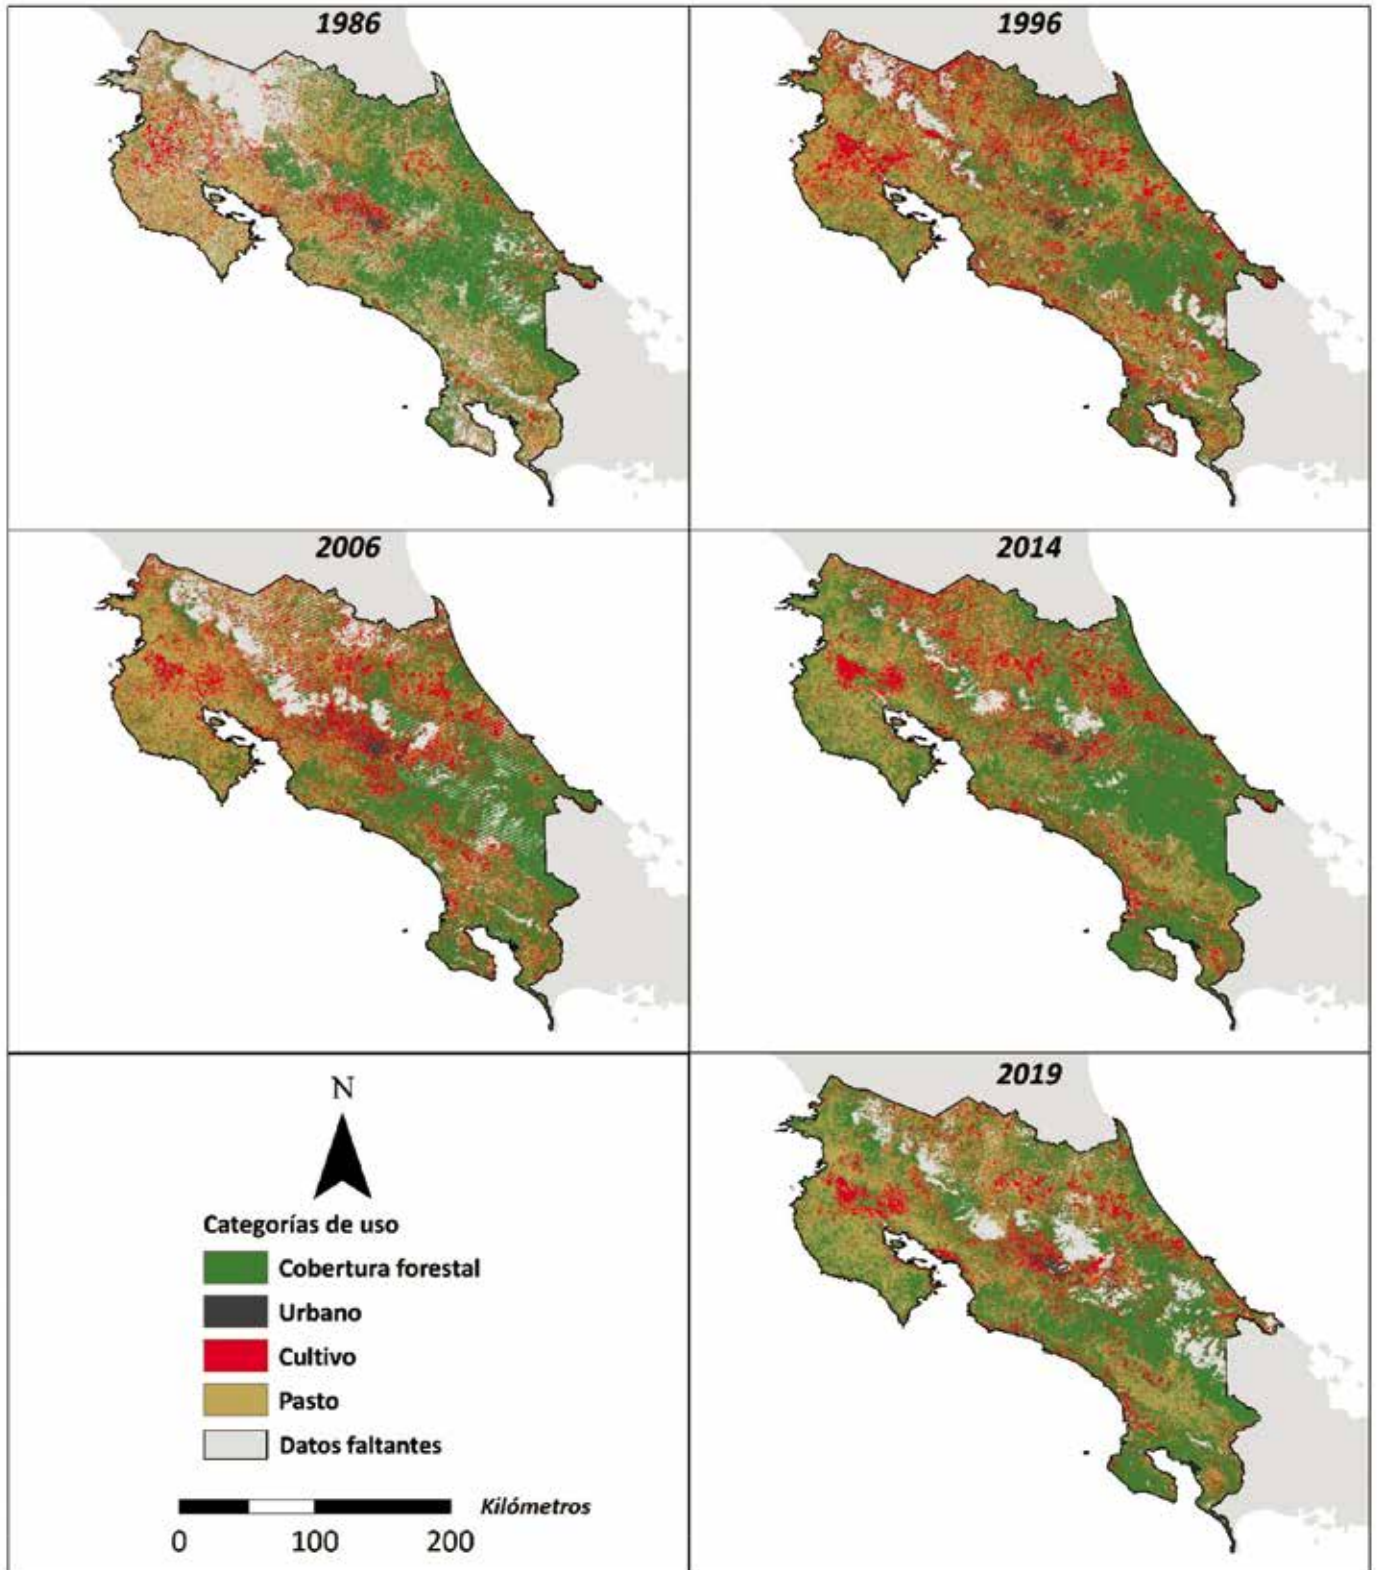 1986
1996
2006
2014
2019
N
Categorías de uso
Cobertura forestal
Urbano
Cultivo
Pasto
Datos faltantes
Kilómetros
0 100 200